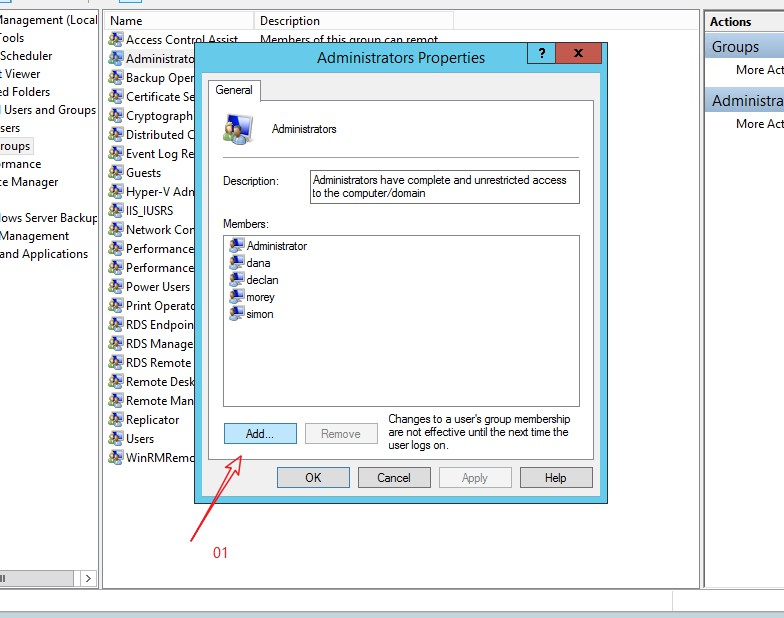 Name
Description
Actions
Management (Local
Tools
Scheduler
t Viewer
ed Folders
l Users and Groups
sers
roups
ormance
ce Manager
lows Server Backup
Management
and Applications
Access Control Assist...
Members of this group can remot...
Administrato
Backup Oper
Certificate Se
Cryptograph
Distributed C
Event Log Re
Guests
Hyper-V Adm
IIS_IUSRS
Network Con
Performance
Performance
Power Users
Print Operato
RDS Endpoin
RDS Manage
RDS Remote
Remote Desk
Remote Man
Replicator
Users
WinRMRemo
Administrators Properties
?
x
General
Administrators
Description:
Administrators have complete and unrestricted access
to the computer/domain
Members:
Administrator
dana
declan
morey
simon
Add...
Remove
Changes to a user's group membership
are not effective until the next time the
user logs on.
OK
Cancel
Apply
Help
01
Groups
More Act
Administra
More Act